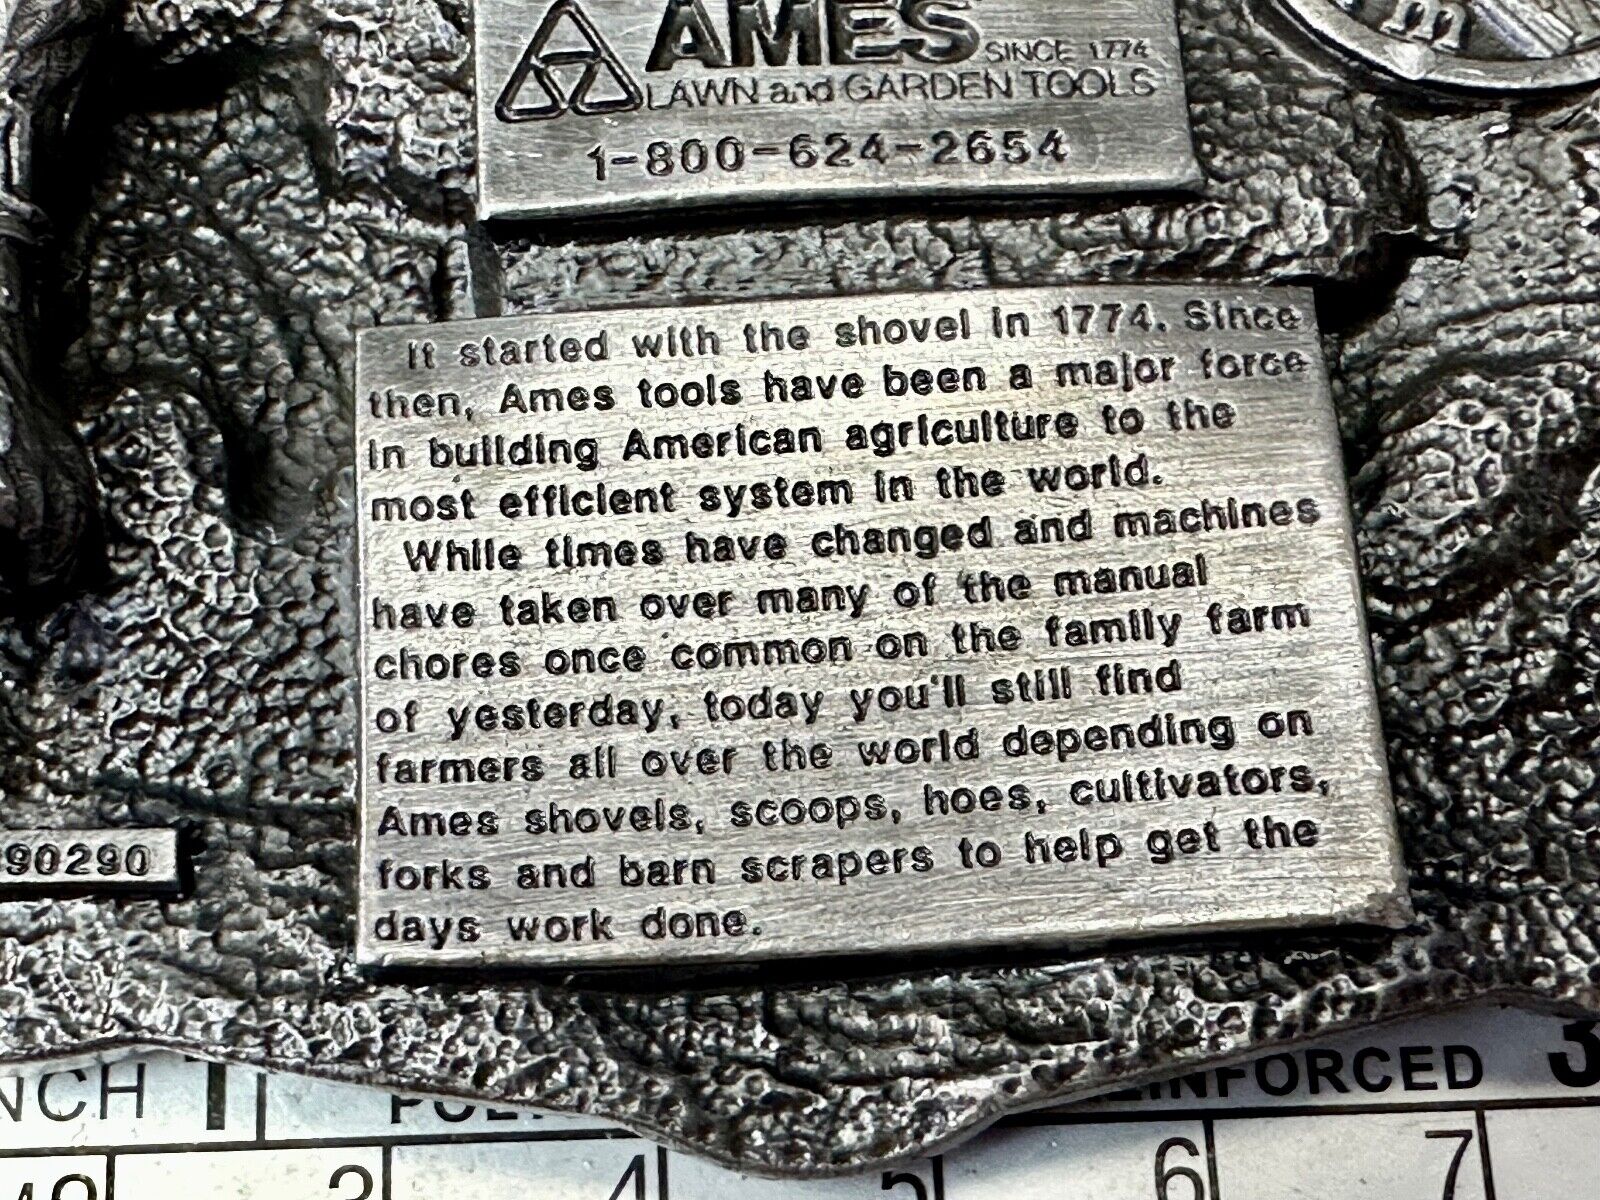 AMES SINCE 1774
LAWN and GARDEN TOOLS
1-800-624-2654
It started with the shovel in 1774. Since
then, Ames tools have been a major force
in building American agriculture to the
most efficient system in the world.
While times have changed and machines
have taken over many of the manual
chores once common on the family farm
of yesterday, today you'll still find
farmers all over the world depending on
Ames shovels, scoops, hoes, cultivators,
forks and barn scrapers to help get the
days work done.
90290
NCH 1 3
3 4 5 6 7